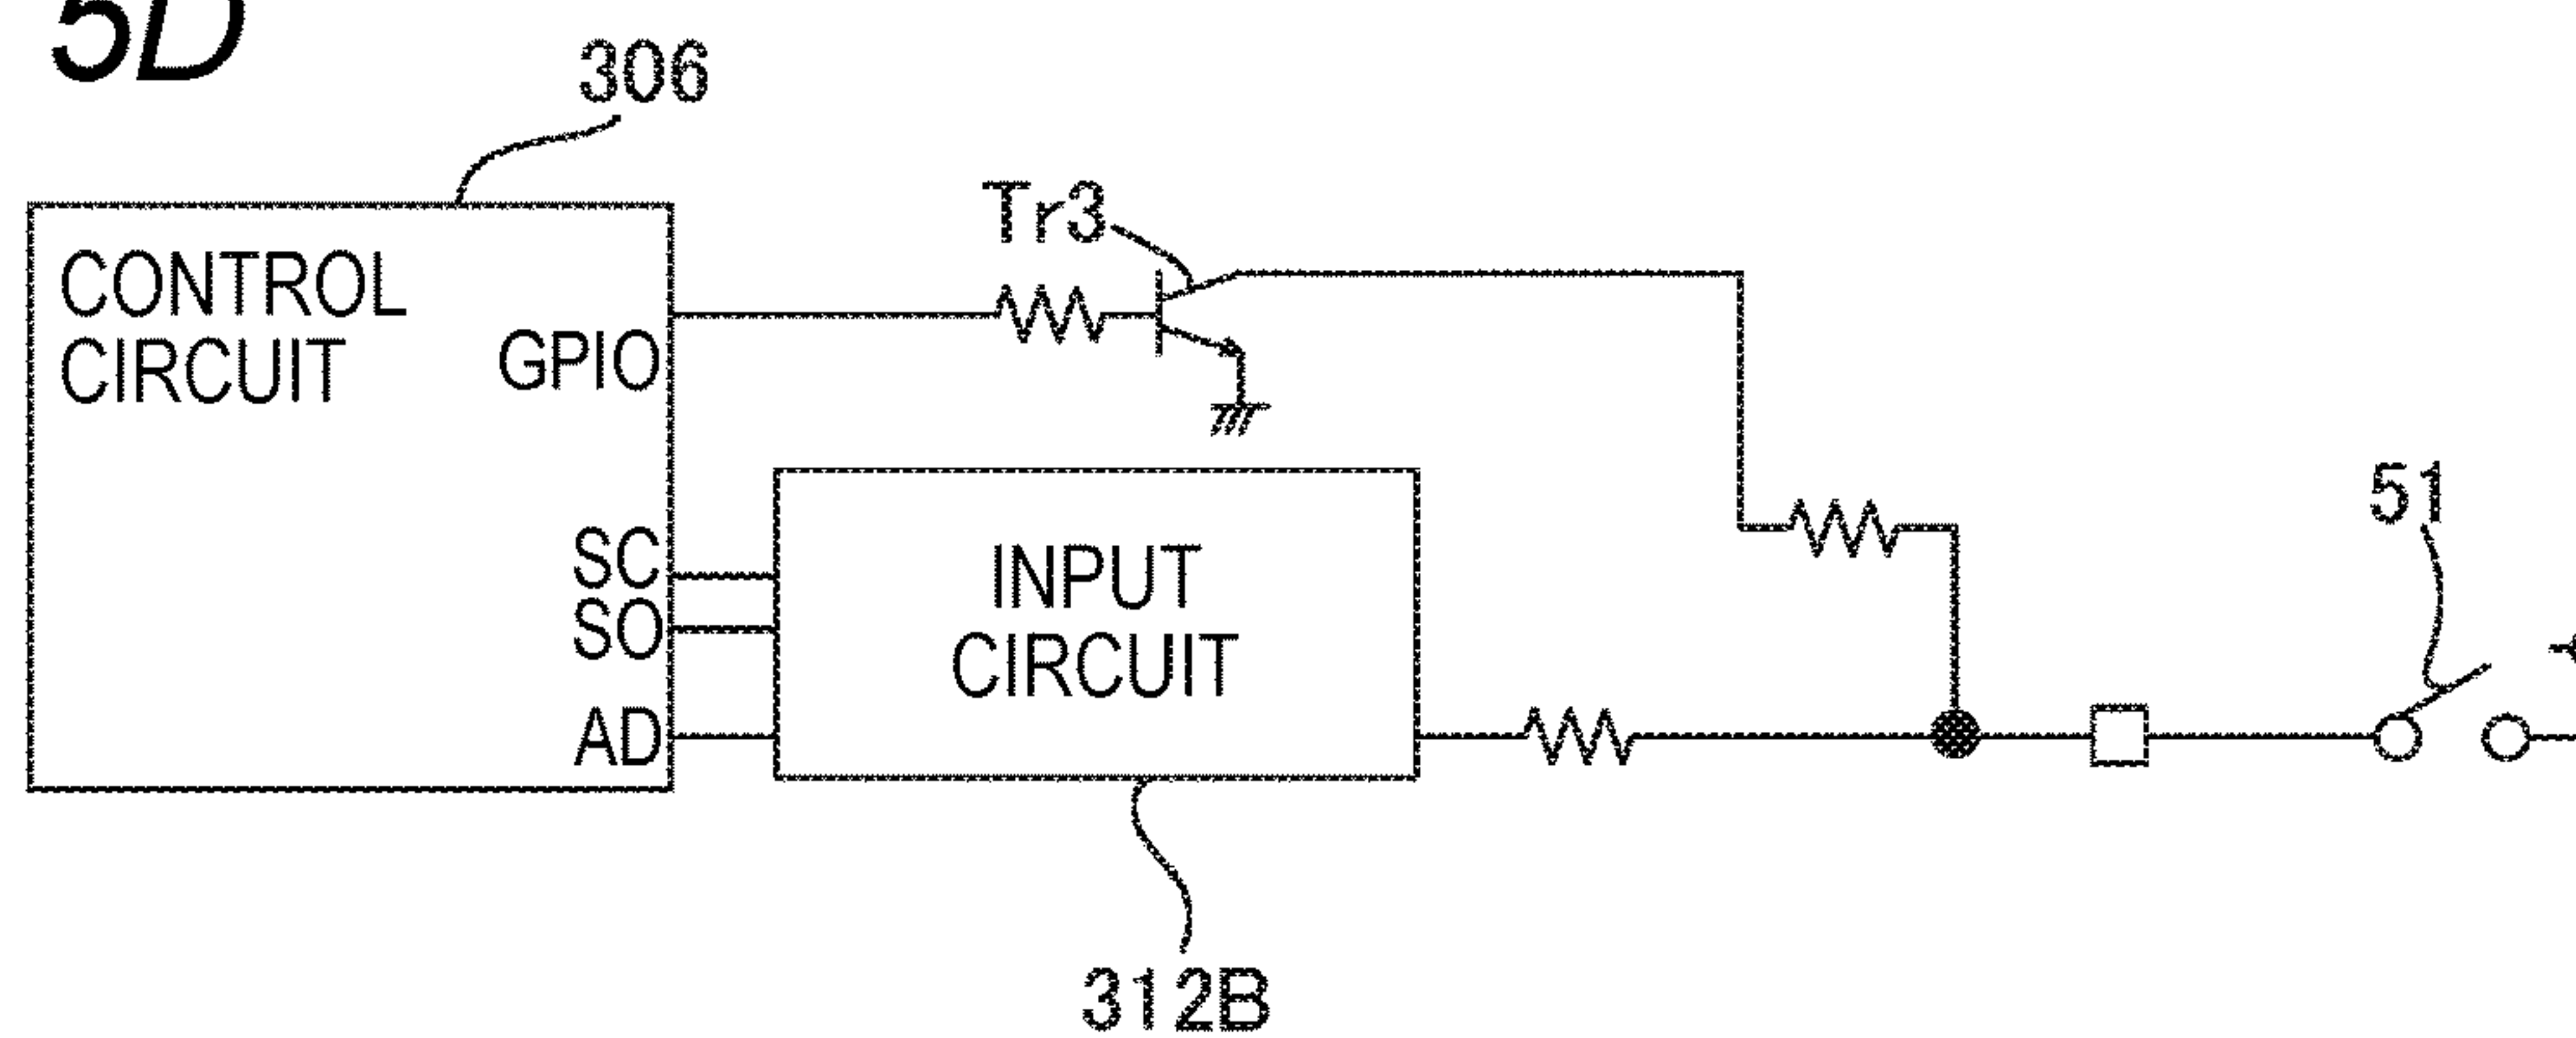 5D
306
Tr3
CONTROL
CIRCUIT
GPIO
51
SC
SO
AD
INPUT
CIRCUIT
312B